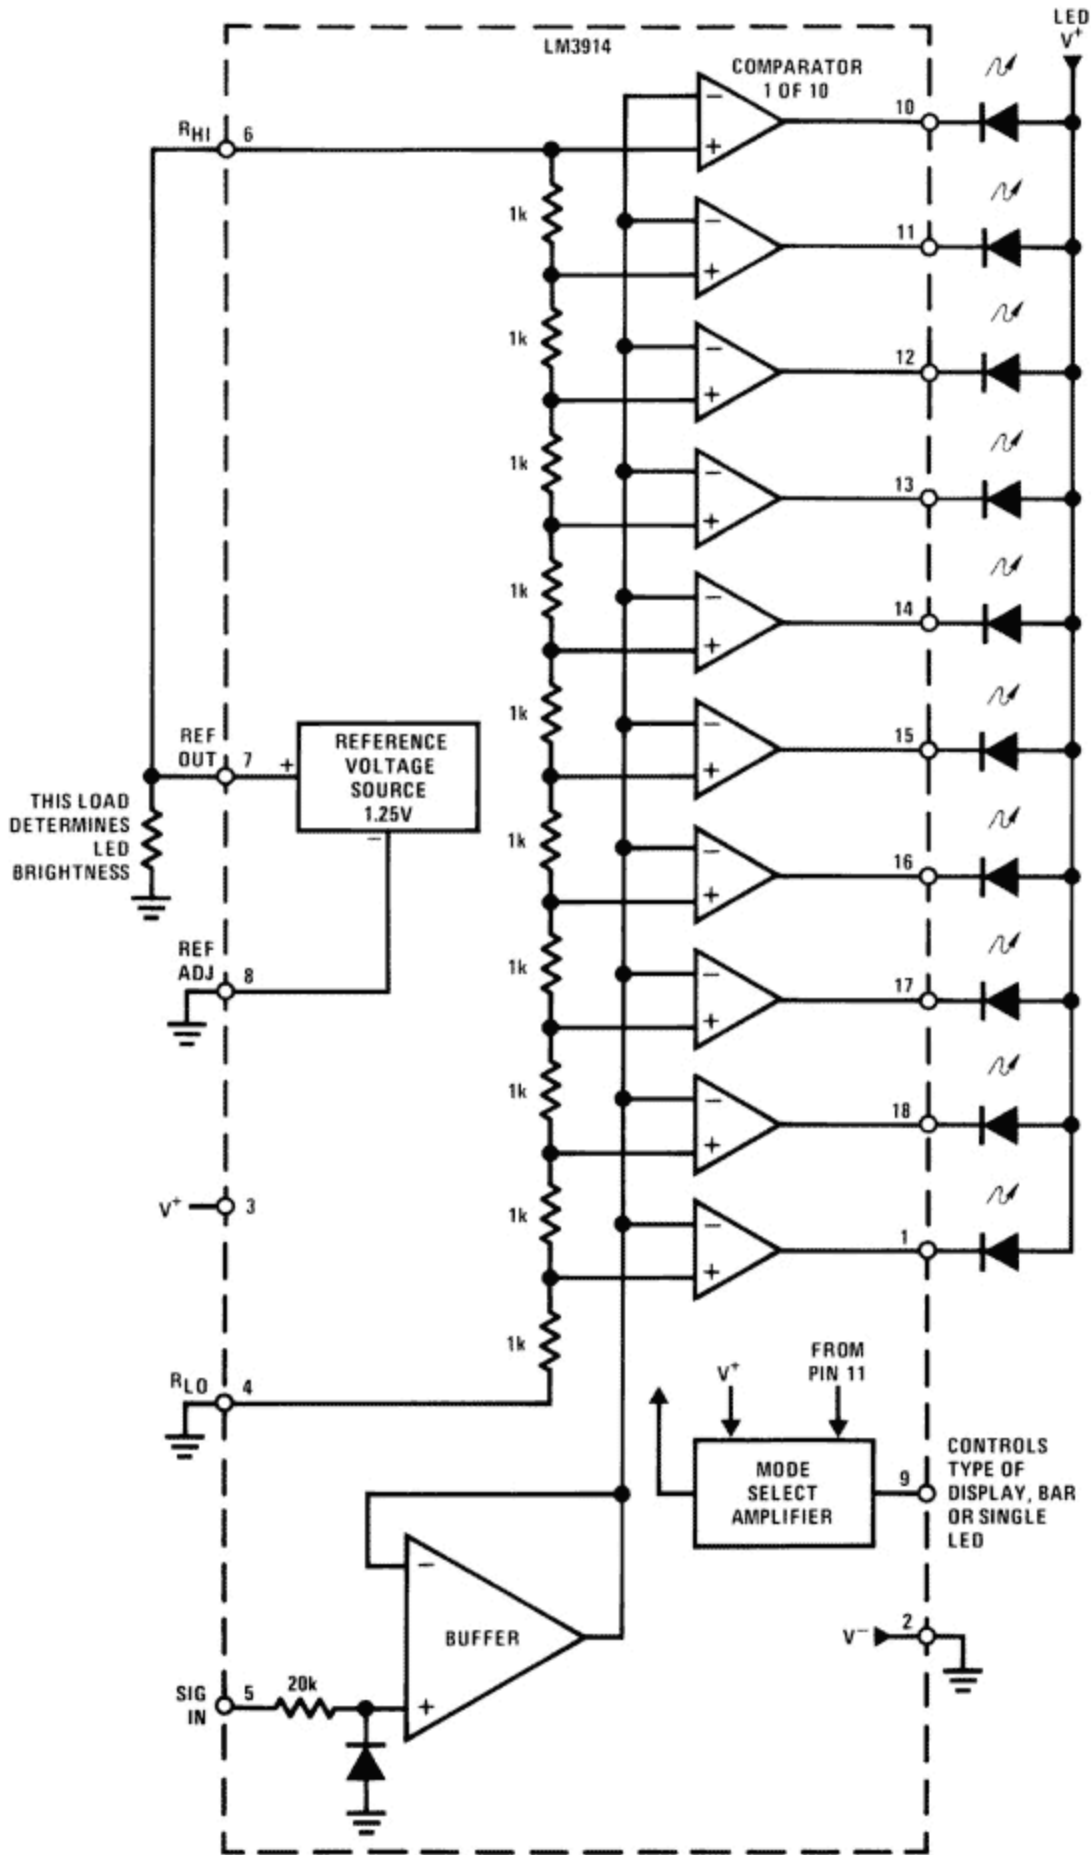 LED
V+
LM3914
COMPARATOR
1 OF 10
−
+
10
RHI
6
1k
−
+
11
1k
−
+
12
1k
−
+
13
1k
−
+
14
1k
−
+
15
REF
OUT
7
+
REFERENCE
VOLTAGE
SOURCE
1.25V
−
THIS LOAD
DETERMINES
LED
BRIGHTNESS
1k
−
+
16
REF
ADJ
8
1k
−
+
17
1k
−
+
18
V+
3
1k
−
+
1
1k
RLO
4
V+
FROM
PIN 11
MODE
SELECT
AMPLIFIER
9
CONTROLS
TYPE OF
DISPLAY, BAR
OR SINGLE
LED
−
BUFFER
+
V−
2
SIG
IN
5
20k